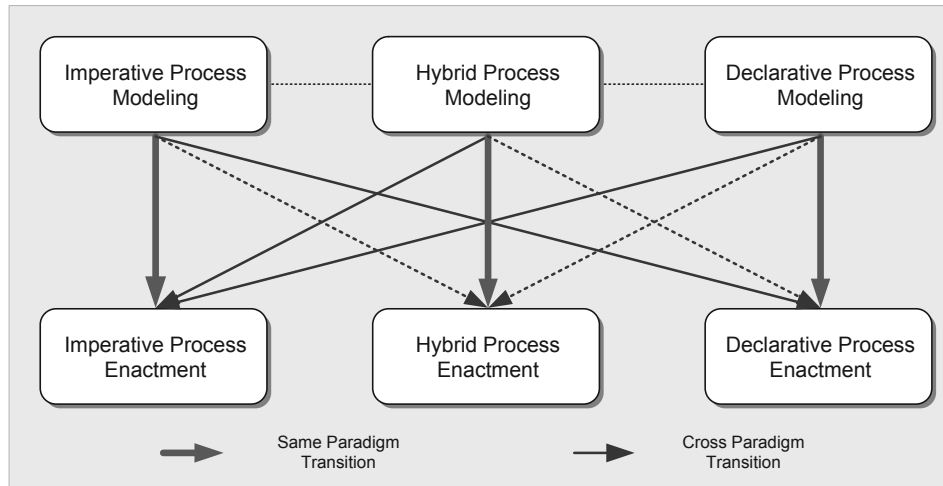 Imperative Process
Modeling
Hybrid Process
Modeling
Declarative Process
Modeling
Imperative Process
Enactment
Hybrid Process
Enactment
Declarative Process
Enactment
Same Paradigm
Transition
Cross Paradigm
Transition